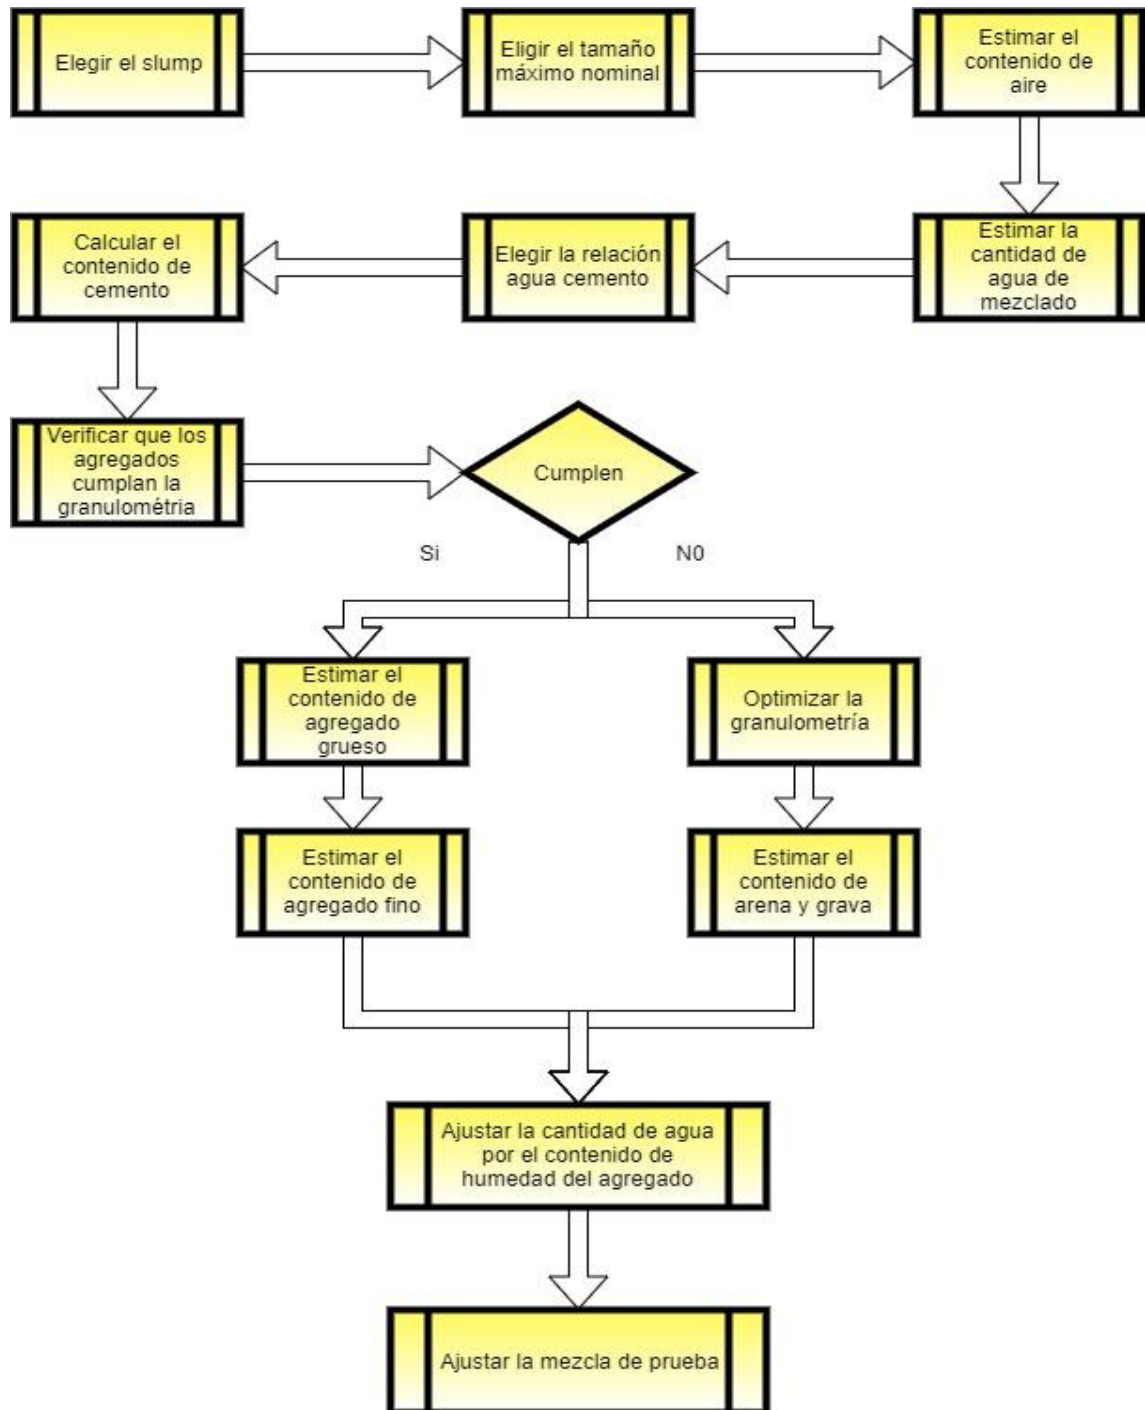 Elegir el slump
Eligir el tamaño
máximo nominal
Estimar el
contenido de
aire
Estimar la
cantidad de
agua de
mezclado
Elegir la relación
agua cemento
Calcular el
contenido de
cemento
Verificar que los
agregados
cumplan la
granulométria
Cumplen
Si
N0
Estimar el
contenido de
agregado
grueso
Optimizar la
granulometría
Estimar el
contenido de
agregado fino
Estimar el
contenido de
arena y grava
Ajustar la cantidad de agua
por el contenido de
humedad del agregado
Ajustar la mezcla de prueba